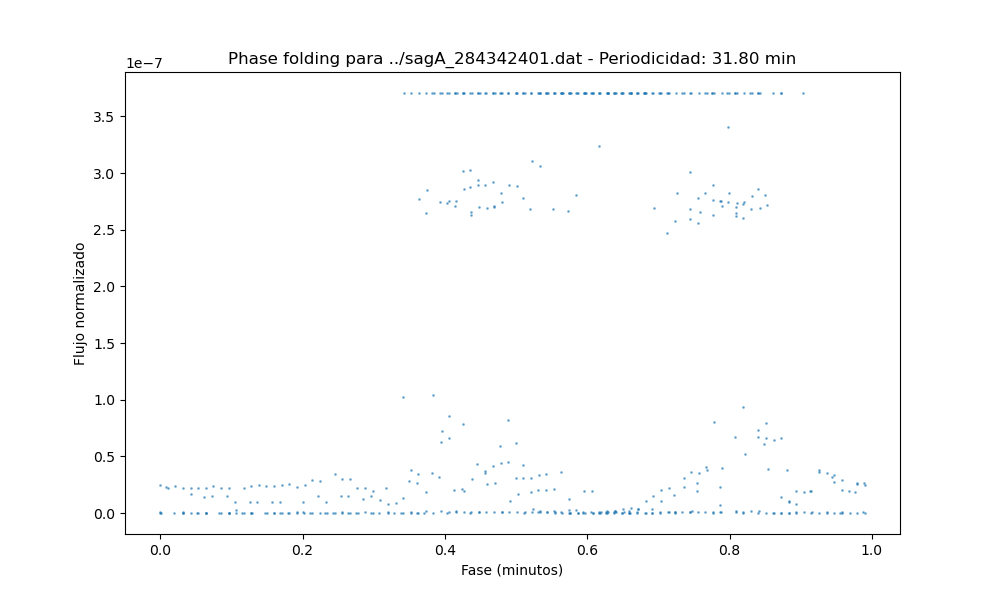 Phase folding para ../sagA_284342401.dat - Periodicidad: 31.80 min
1e−7
3.5
3.0
2.5
2.0
1.5
1.0
0.5
0.0
Flujo normalizado
0.0 0.2 0.4 0.6 0.8 1.0
Fase (minutos)